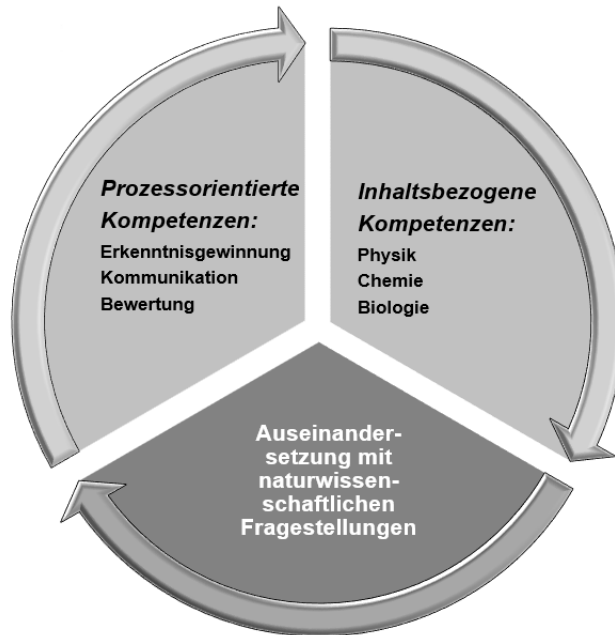 Prozessorientierte
Kompetenzen:
Erkenntnisgewinnung
Kommunikation
Bewertung
Inhaltsbezogene
Kompetenzen:
Physik
Chemie
Biologie
Auseinander-
setzung mit
naturwissen-
schaftlichen
Fragestellungen